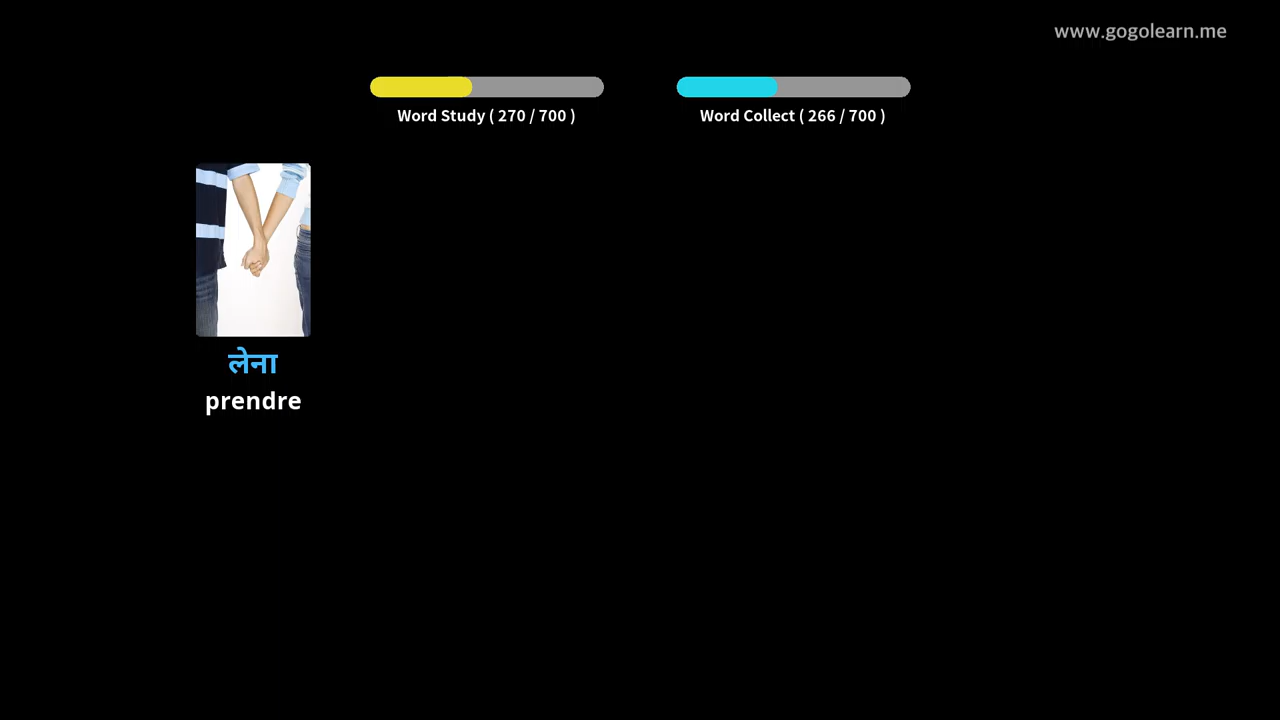 www.gogolearn.me
Word Study ( 270 / 700 )
Word Collect ( 266 / 700 )
लेना
prendre